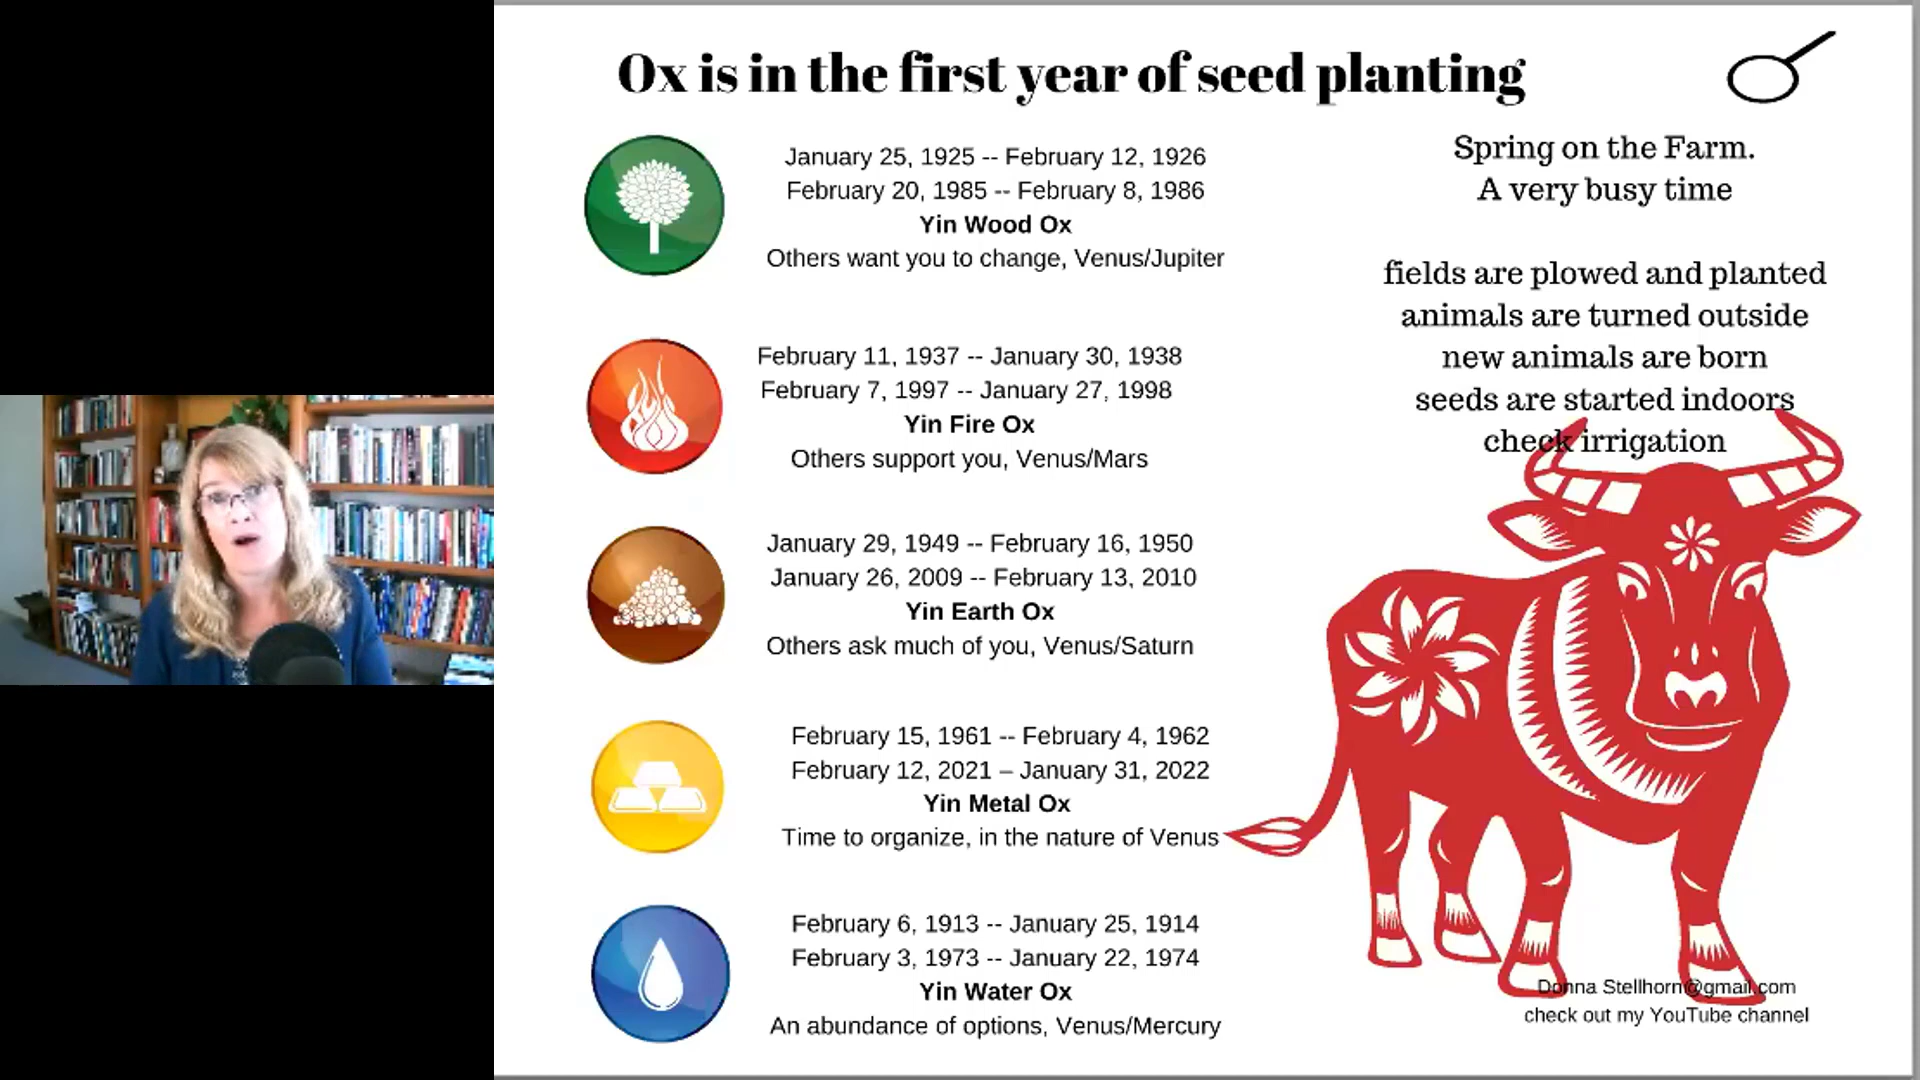 Ox is in the first year of seed planting
January 25, 1925 -- February 12, 1926
February 20, 1985 -- February 8, 1986
Yin Wood Ox
Others want you to change, Venus/Jupiter
February 11, 1937 -- January 30, 1938
February 7, 1997 -- January 27, 1998
Yin Fire Ox
Others support you, Venus/Mars
January 29, 1949 -- February 16, 1950
January 26, 2009 -- February 13, 2010
Yin Earth Ox
Others ask much of you, Venus/Saturn
February 15, 1961 -- February 4, 1962
February 12, 2021 – January 31, 2022
Yin Metal Ox
Time to organize, in the nature of Venus
February 6, 1913 -- January 25, 1914
February 3, 1973 -- January 22, 1974
Yin Water Ox
An abundance of options, Venus/Mercury
Spring on the Farm.
A very busy time
fields are plowed and planted
animals are turned outside
new animals are born
seeds are started indoors
check irrigation
Donna Stellhorn@gmail.com
check out my YouTube channel